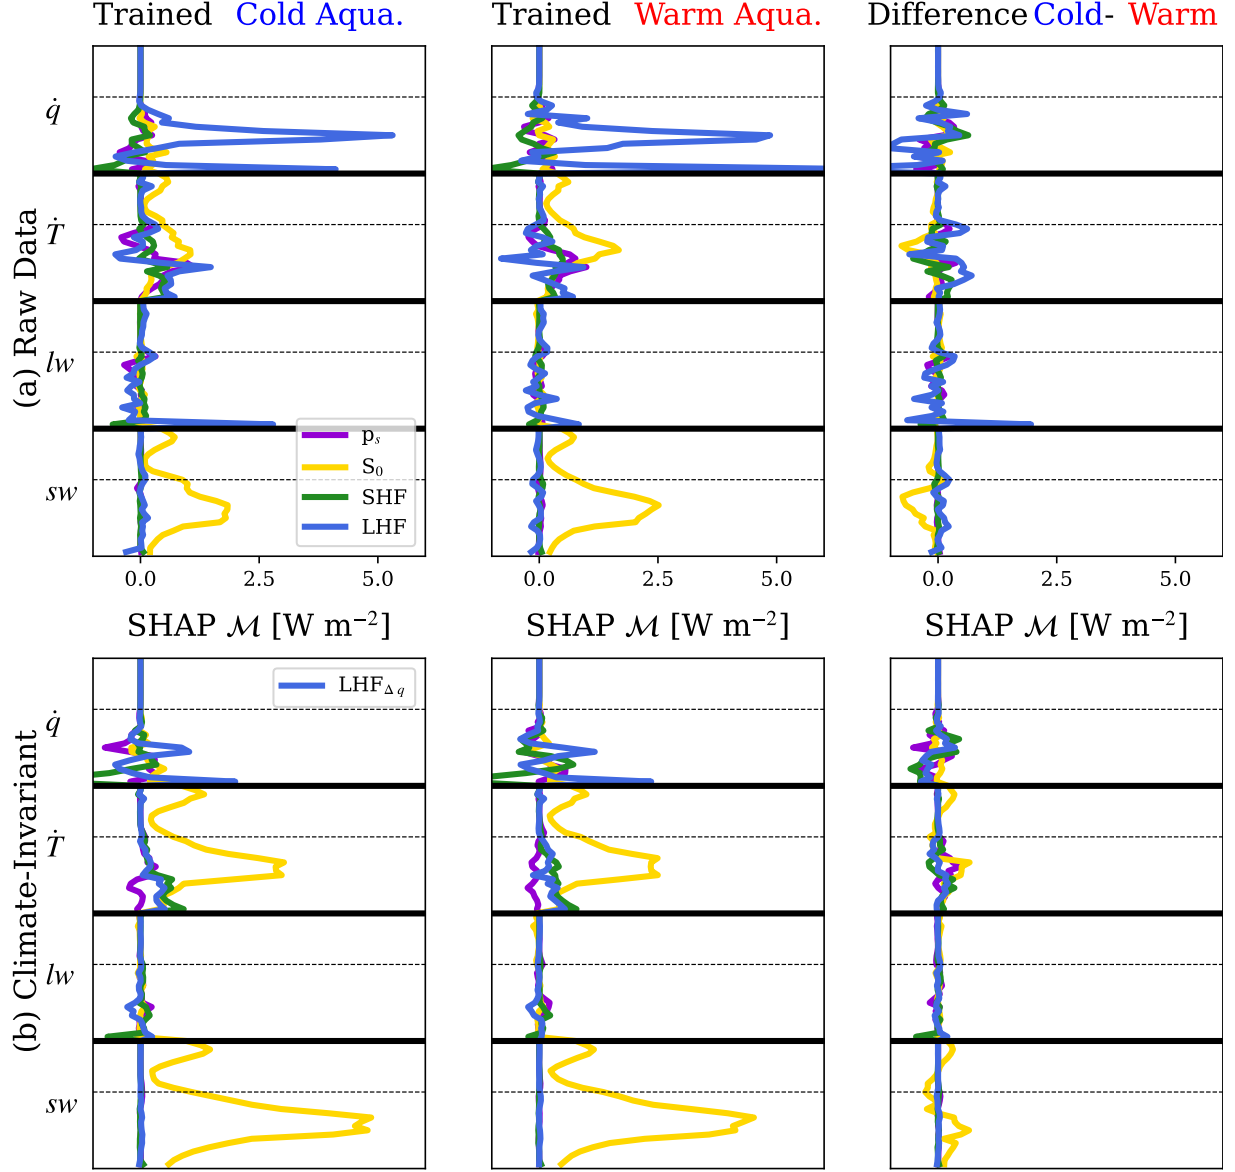 Trained Cold Aqua.
Trained Warm Aqua.
Difference Cold- Warm
(a) Raw Data
q̇
Ṫ
lw
sw
pₛ
S₀
SHF
LHF
0.0 2.5 5.0
0.0 2.5 5.0
0.0 2.5 5.0
SHAP ℳ [W m⁻²]
SHAP ℳ [W m⁻²]
SHAP ℳ [W m⁻²]
(b) Climate-Invariant
q̇
Ṫ
lw
sw
LHF_Δq